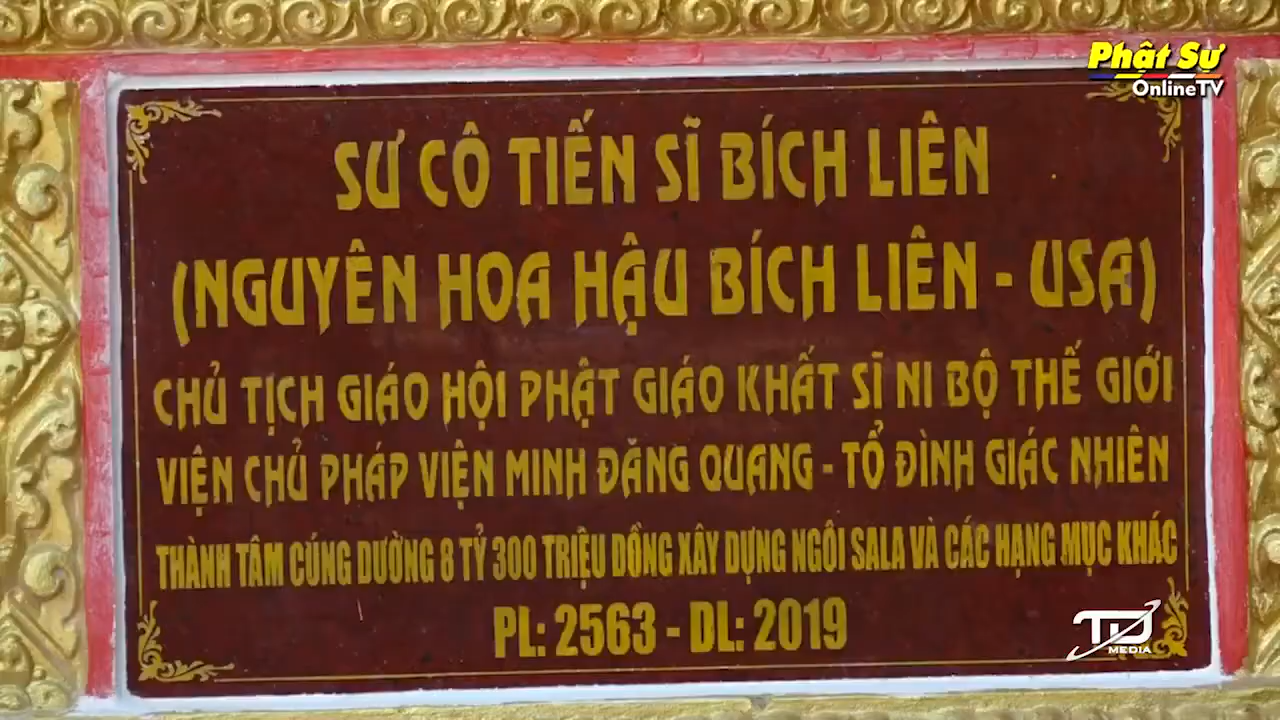 Phật Sự
OnlineTV
SƯ CÔ TIẾN SĨ BÍCH LIÊN
(NGUYÊN HOA HẬU BÍCH LIÊN - USA)
CHỦ TỊCH GIÁO HỘI PHẬT GIÁO KHẤT SĨ NI BỘ THẾ GIỚI
VIỆN CHỦ PHÁP VIỆN MINH ĐĂNG QUANG - TỔ ĐÌNH GIÁC NHIÊN
THÀNH TÂM CÚNG DƯỜNG 8 TỶ 300 TRIỆU ĐỒNG XÂY DỰNG NGÔI SALA VÀ CÁC HẠNG MỤC KHÁC
PL: 2563 - DL: 2019
TD
MEDIA